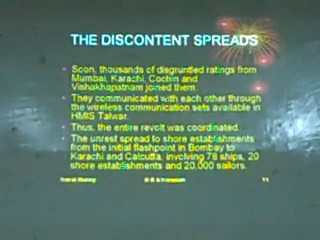 THE DISCONTENT SPREADS
Soon, thousands of disgruntled ratings from
Mumbai, Karachi, Cochin and
Vishakhapatnam joined them.
They communicated with each other through
the wireless communication sets available in
HMIS Talwar.
Thus, the entire revolt was coordinated.
The unrest spread to shore establishments
from the initial flashpoint in Bombay to
Karachi and Calcutta, involving 78 ships, 20
shore establishments and 20,000 sailors.
Naval Mutiny
11